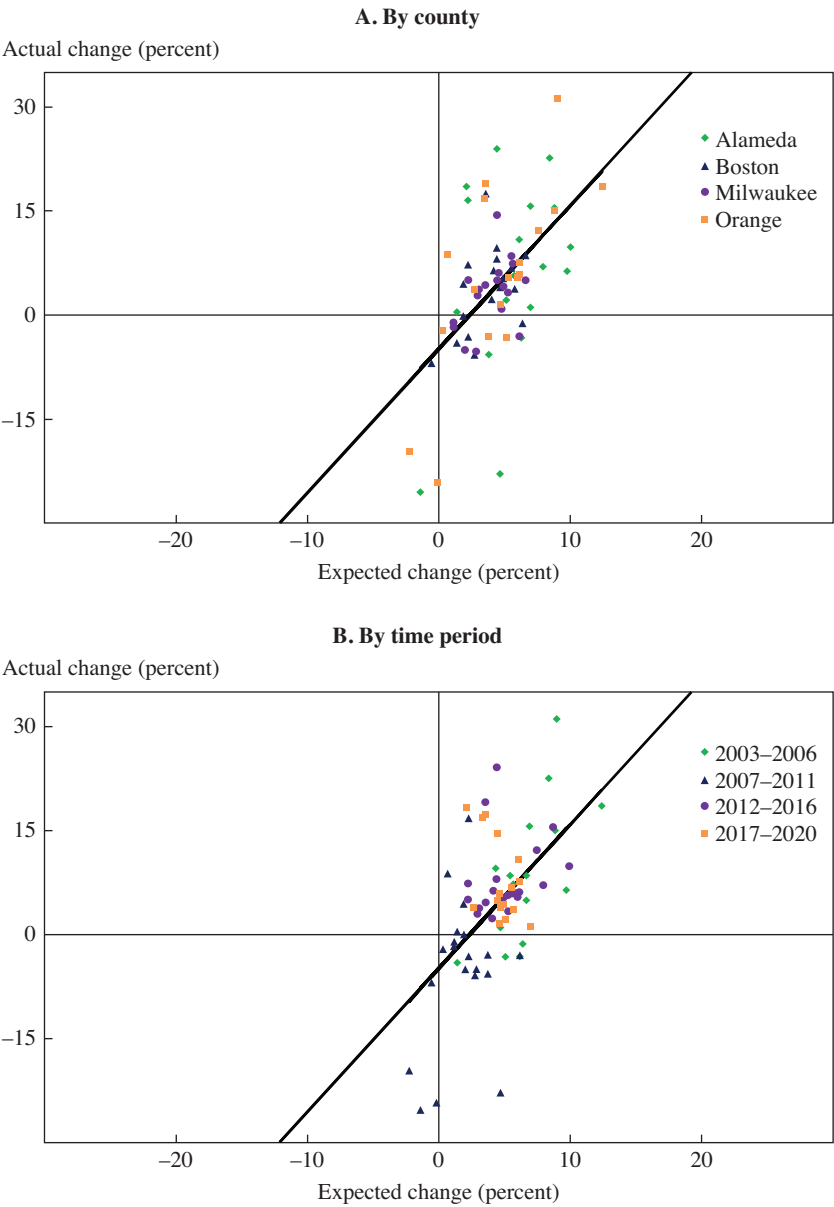 A. By county
Actual change (percent)
30
15
0
–15
Alameda
Boston
Milwaukee
Orange
–20 –10 0 10 20
Expected change (percent)
B. By time period
Actual change (percent)
30
15
0
–15
2003–2006
2007–2011
2012–2016
2017–2020
–20 –10 0 10 20
Expected change (percent)